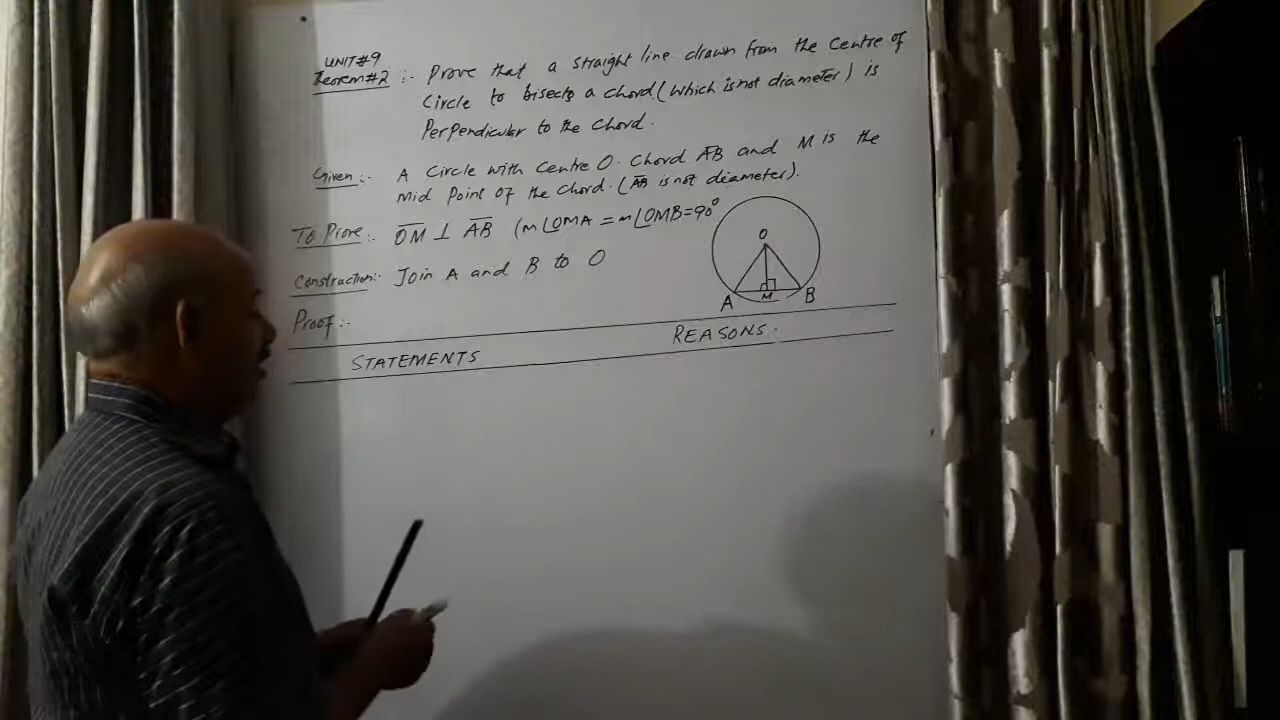 UNIT#9
Teorem#2 :- Prove that a straight line drawn from the Centre of
Circle to bisects a chord (which is not diameter) is
Perpendicular to the Chord.
Given :- A Circle with Centre O. Chord AB and M is the
Mid Point of the chord. (AB is not diameter).
To Prove :- OM ⊥ AB (m∠OMA = m∠OMB = 90°
Construction :- Join A and B to O
O
A M B
Proof :-
STATEMENTS REASONS.